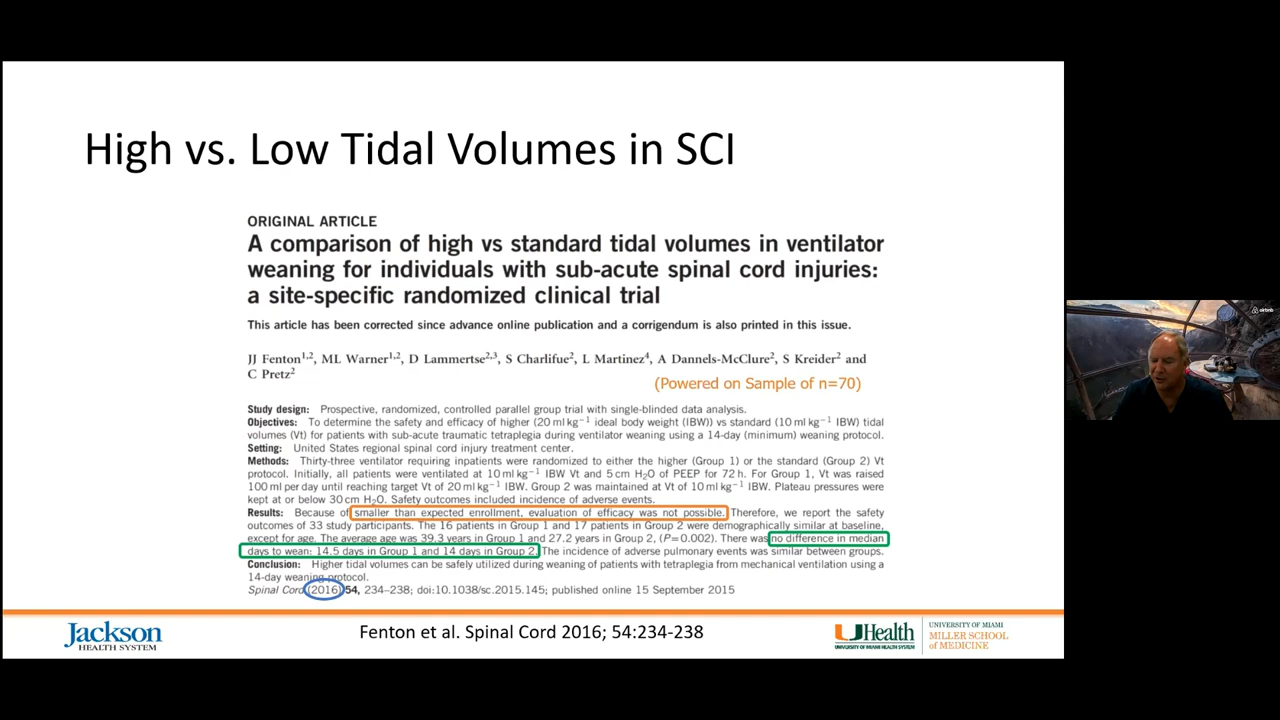 High vs. Low Tidal Volumes in SCI
ORIGINAL ARTICLE
A comparison of high vs standard tidal volumes in ventilator
weaning for individuals with sub-acute spinal cord injuries:
a site-specific randomized clinical trial
This article has been corrected since advance online publication and a corrigendum is also printed in this issue.
JJ Fenton1,2, ML Warner1,2, D Lammertse2,3, S Charlifue2, L Martinez4, A Dannels-McClure2, S Kreider2 and
C Pretz2
(Powered on Sample of n=70)
Study design: Prospective, randomized, controlled parallel group trial with single-blinded data analysis.
Objectives: To determine the safety and efficacy of higher (20 ml kg−1 ideal body weight (IBW)) vs standard (10 ml kg−1 IBW) tidal
volumes (Vt) for patients with sub-acute traumatic tetraplegia during ventilator weaning using a 14-day (minimum) weaning protocol.
Setting: United States regional spinal cord injury treatment center.
Methods: Thirty-three ventilator requiring inpatients were randomized to either the higher (Group 1) or the standard (Group 2) Vt
protocol. Initially, all patients were ventilated at 10 ml kg−1 IBW Vt and 5 cm H2O of PEEP for 72 h. For Group 1, Vt was raised
100 ml per day until reaching target Vt of 20 ml kg−1 IBW. Group 2 was maintained at Vt of 10 ml kg−1 IBW. Plateau pressures were
kept at or below 30 cm H2O. Safety outcomes included incidence of adverse events.
Results: Because of smaller than expected enrollment, evaluation of efficacy was not possible. Therefore, we report the safety
outcomes of 33 study participants. The 16 patients in Group 1 and 17 patients in Group 2 were demographically similar at baseline,
except for age. The average age was 39.3 years in Group 1 and 27.2 years in Group 2, (P=0.002). There was no difference in median
days to wean: 14.5 days in Group 1 and 14 days in Group 2. The incidence of adverse pulmonary events was similar between groups.
Conclusion: Higher tidal volumes can be safely utilized during weaning of patients with tetraplegia from mechanical ventilation using a
14-day weaning protocol.
Spinal Cord (2016) 54, 234–238; doi:10.1038/sc.2015.145; published online 15 September 2015
Jackson
HEALTH SYSTEM
Fenton et al. Spinal Cord 2016; 54:234-238
UHealth
UNIVERSITY OF MIAMI HEALTH SYSTEM
UNIVERSITY OF MIAMI
MILLER SCHOOL
of MEDICINE
airbnb